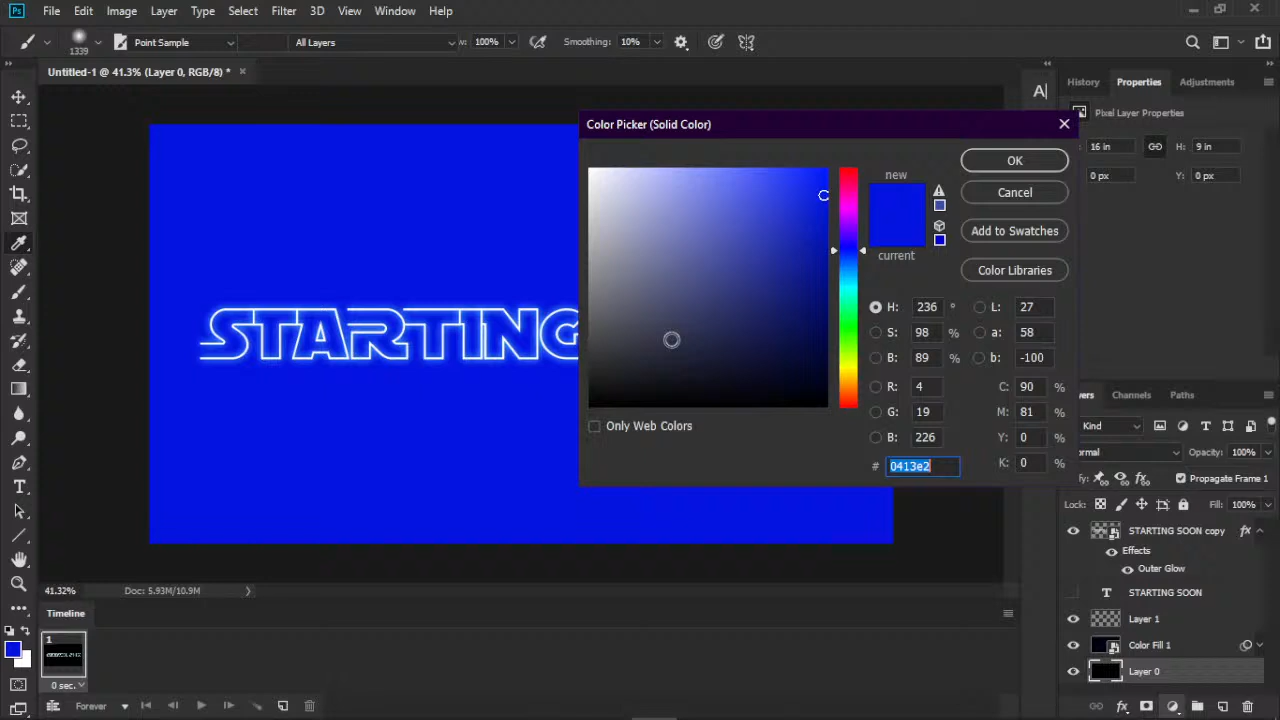 Ps File Edit Image Layer Type Select Filter 3D View Window Help
1339 Point Sample All Layers 100% Smoothing: 10%
Untitled-1 @ 41.3% (Layer 0, RGB/8) *
History Properties Adjustments
A|
Pixel Layer Properties
16 in H: 9 in
0 px Y: 0 px
STARTING
Color Picker (Solid Color)
new
current
OK
Cancel
Add to Swatches
Color Libraries
H: 236 ° L: 27
S: 98 % a: 58
B: 89 % b: -100
R: 4 C: 90 %
G: 19 M: 81 %
B: 226 Y: 0 %
# 0413e2 K: 0 %
Only Web Colors
Channels Paths
Kind
Opacity: 100%
Propagate Frame 1
Lock: Fill: 100%
STARTING SOON copy fx
Effects
Outer Glow
T STARTING SOON
Layer 1
Color Fill 1
Layer 0
41.32% Doc: 5.93M/10.9M
Timeline
1
0 sec.
Forever